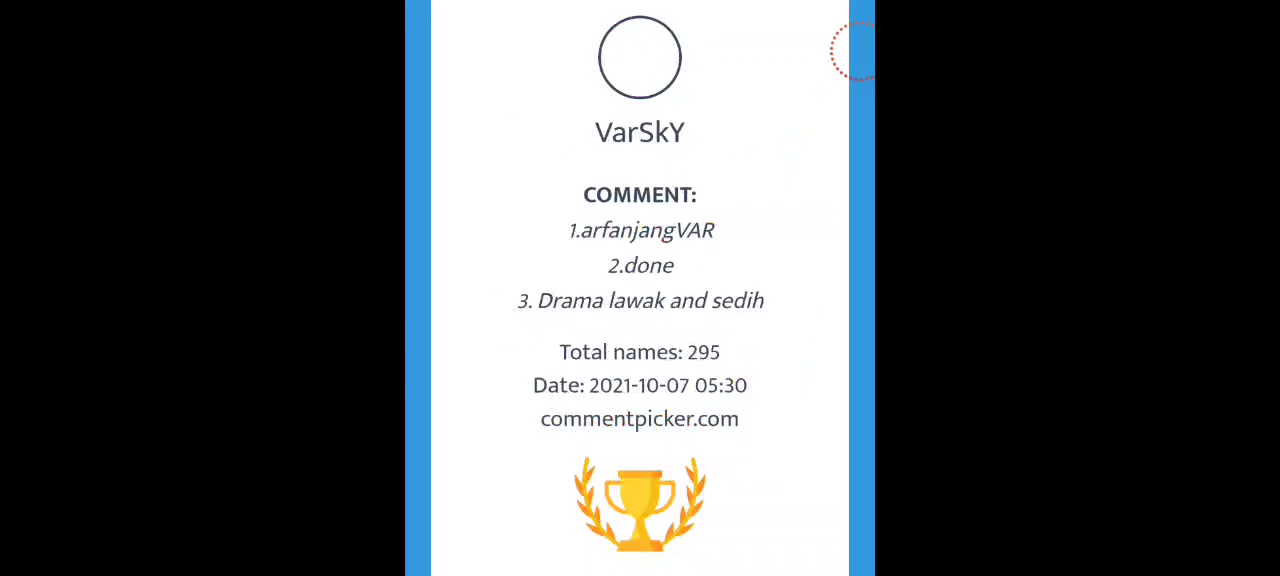 VarSkY
COMMENT:
1.arfanjangVAR
2.done
3. Drama lawak and sedih
Total names: 295
Date: 2021-10-07 05:30
commentpicker.com